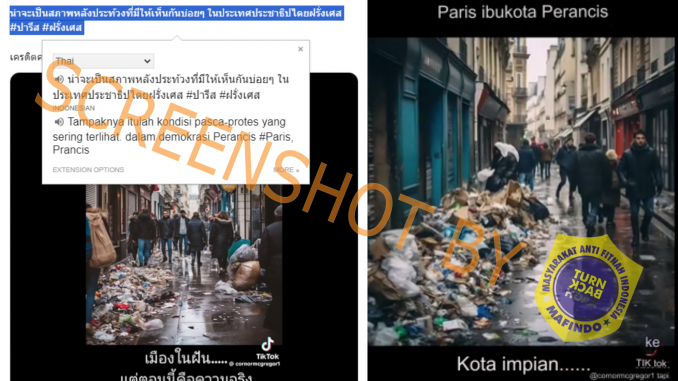 น่าจะเป็นสภาพหลังประท้วงที่มีให้เห็นกันบ่อยๆ ในประเทศประชาธิปไตยฝรั่งเศส
#ปารีส #ฝรั่งเศส
เครดิตค
Thai
น่าจะเป็นสภาพหลังประท้วงที่มีให้เห็นกันบ่อยๆ ใน
ประเทศประชาธิปไตยฝรั่งเศส #ปารีส #ฝรั่งเศส
INDONESIAN
Tampaknya itulah kondisi pasca-protes yang
sering terlihat. dalam demokrasi Perancis #Paris,
Prancis
EXTENSION OPTIONS
MORE »
SCREENSHOT BY
TikTok
@cornormcgregor1
เมืองในฝัน.....
แต่ตอนนี้คือความจริง
Paris ibukota Perancis
MASYARAKAT ANTI FITNAH INDONESIA
TURN
BACK
MAFINDO
ke
TIK tok
Kota impian......
@cornormcgregor1 tapi